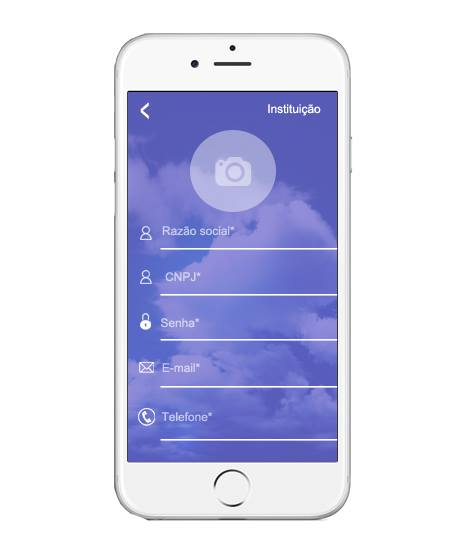 Instituição
Razão social*
CNPJ*
Senha*
E-mail*
Telefone*